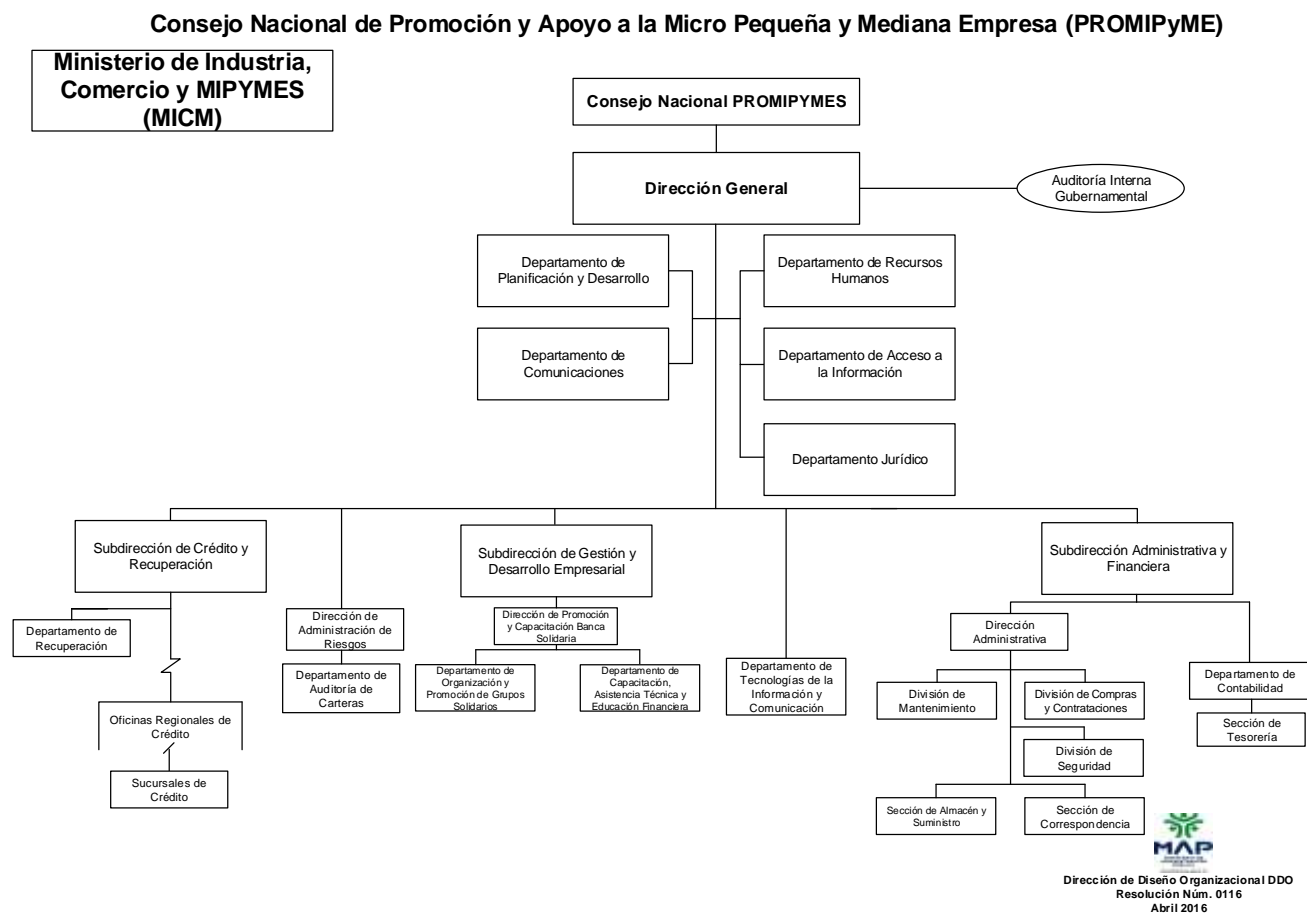 Consejo Nacional de Promoción y Apoyo a la Micro Pequeña y Mediana Empresa (PROMIPyME)
Ministerio de Industria,
Comercio y MIPYMES
(MICM)
Consejo Nacional PROMIPYMES
Dirección General
Auditoría Interna
Gubernamental
Departamento de
Planificación y Desarrollo
Departamento de Recursos
Humanos
Departamento de
Comunicaciones
Departamento de Acceso a
la Información
Departamento Jurídico
Subdirección de Crédito y
Recuperación
Subdirección de Gestión y
Desarrollo Empresarial
Subdirección Administrativa y
Financiera
Departamento de
Recuperación
Oficinas Regionales de
Crédito
Sucursales de
Crédito
Dirección de
Administración de
Riesgos
Departamento de
Auditoría de
Carteras
Dirección de Promoción
y Capacitación Banca
Solidaria
Departamento de
Organización y
Promoción de Grupos
Solidarios
Departamento de
Capacitación,
Asistencia Técnica y
Educación Financiera
Departamento de
Tecnologías de la
Información y
Comunicación
Dirección
Administrativa
División de
Mantenimiento
División de Compras
y Contrataciones
División de
Seguridad
Sección de Almacén y
Suministro
Sección de
Correspondencia
Departamento de
Contabilidad
Sección de
Tesorería
MAP
Dirección de Diseño Organizacional DDO
Resolución Núm. 0116
Abril 2016